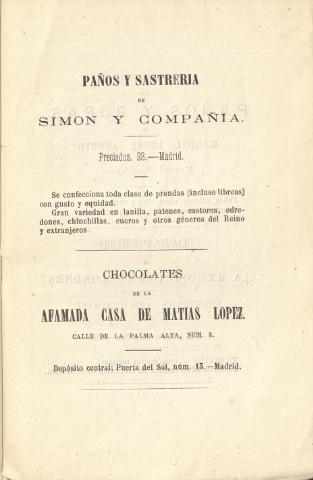 PAÑOS Y SASTRERIA
DE
SIMON Y COMPAÑIA.
Preciados. 28.—Madrid.
Se confecciona toda clase de prendas (incluso libreas)
con gusto y equidad.
Gran variedad en lanilla, patenes, castores, edre-
dones, chinchillas, cueros y otros géneros del Reino
y extranjeros.
CHOCOLATES
DE LA
AFAMADA CASA DE MATIAS LOPEZ.
CALLE DE LA PALMA ALTA, NUM. 8.
Depósito central; Puerta del Sol, núm. 13.—Madrid.